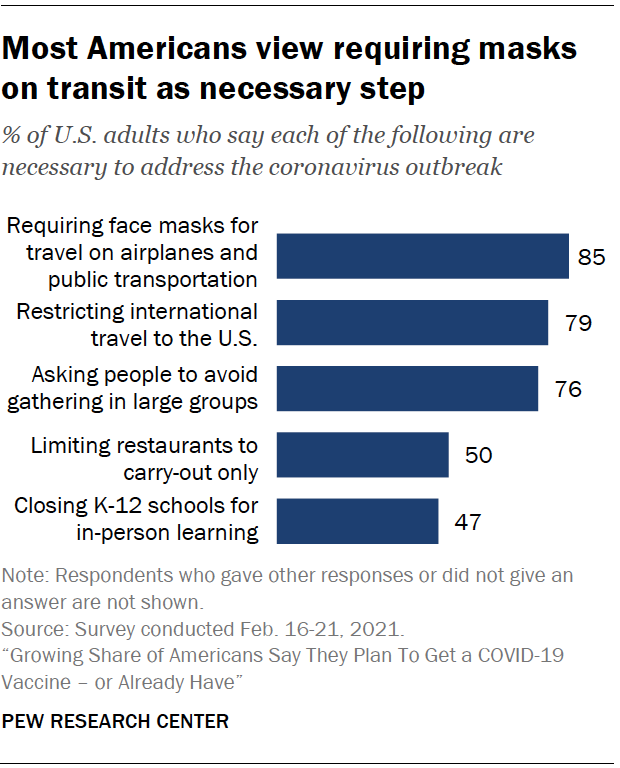 Most Americans view requiring masks
on transit as necessary step
% of U.S. adults who say each of the following are
necessary to address the coronavirus outbreak
Requiring face masks for
travel on airplanes and
public transportation
85
Restricting international
travel to the U.S.
79
Asking people to avoid
gathering in large groups
76
Limiting restaurants to
carry-out only
50
Closing K-12 schools for
in-person learning
47
Note: Respondents who gave other responses or did not give an
answer are not shown.
Source: Survey conducted Feb. 16-21, 2021.
“Growing Share of Americans Say They Plan To Get a COVID-19
Vaccine – or Already Have”
PEW RESEARCH CENTER